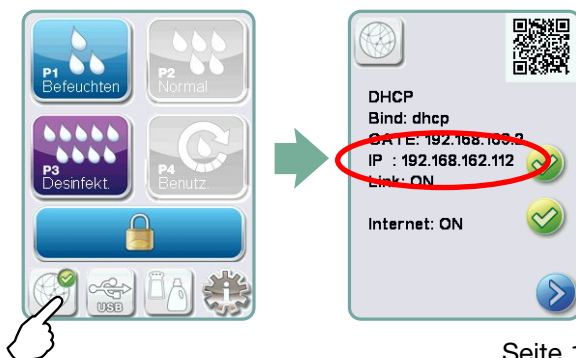 P1
Befeuchten
P2
Normal
P3
Desinfekt.
P4
Benutz.
USB
DHCP
Bind: dhcp
IP : 192.168.162.112
Link: ON
Internet: ON
Seite